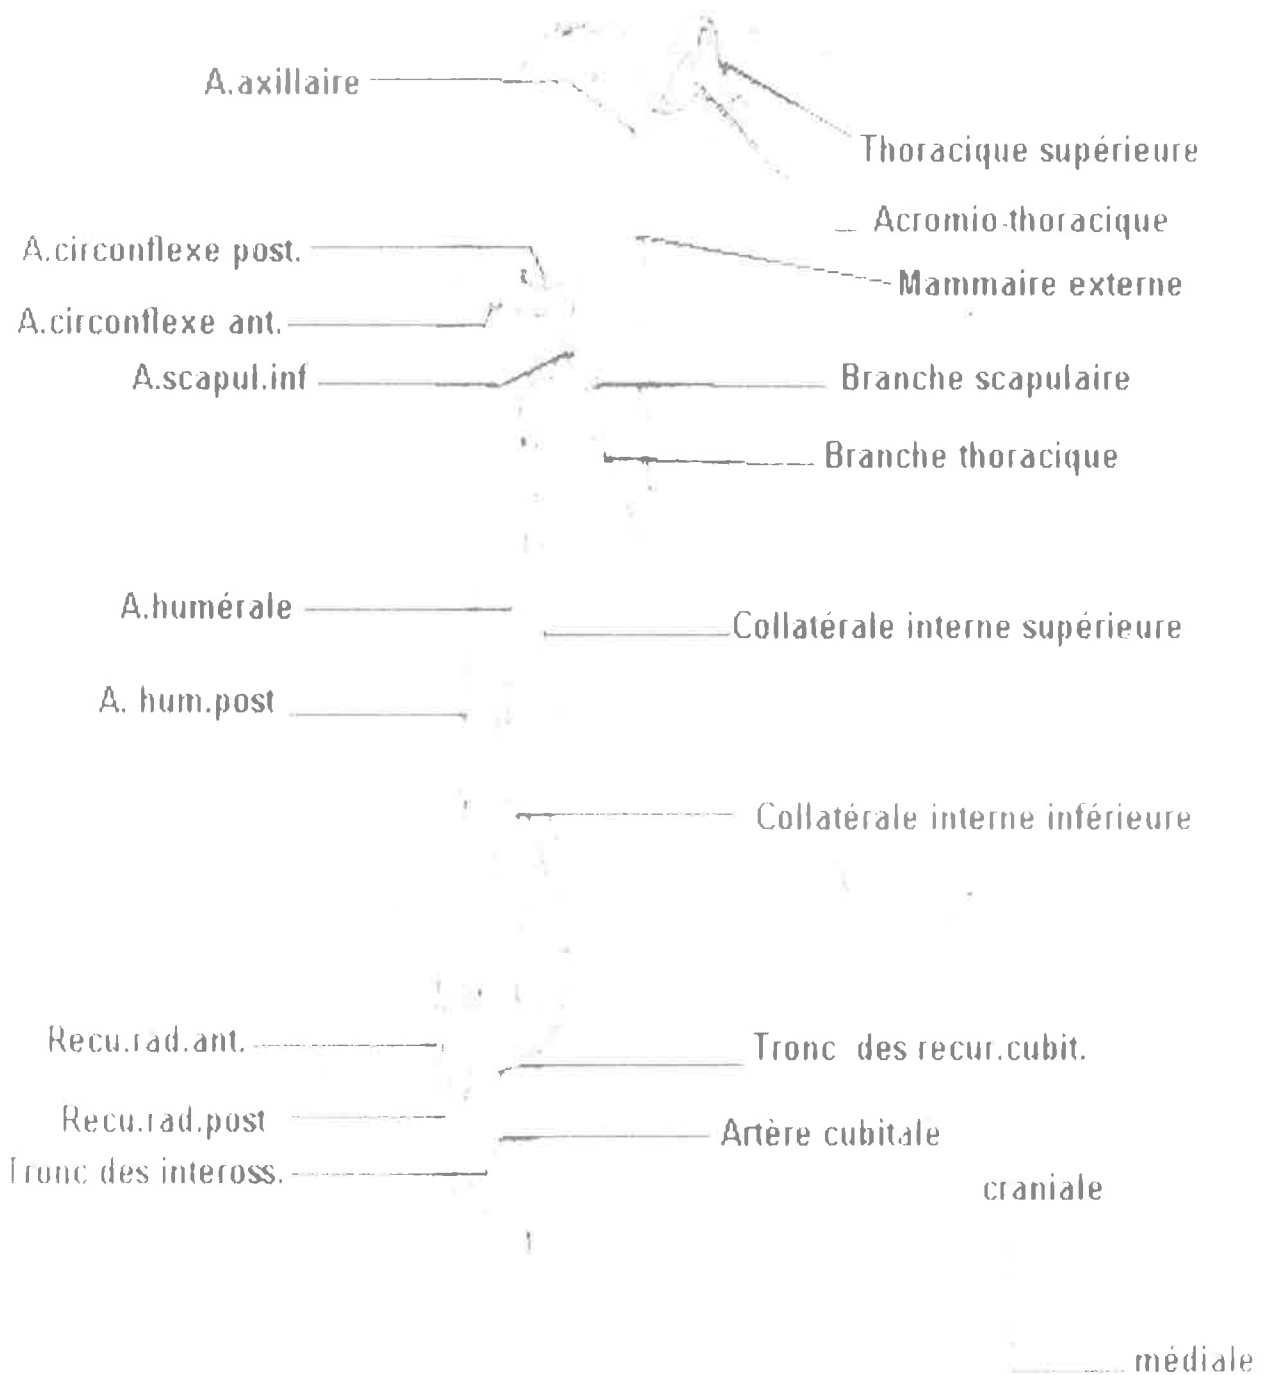 A.axillaire
Thoracique supérieure
Acromio-thoracique
A.circonflexe post.
Mammaire externe
A.circonflexe ant.
A.scapul.inf
Branche scapulaire
Branche thoracique
A.humérale
Collatérale interne supérieure
A. hum.post
Collatérale interne inférieure
Recu.rad.ant.
Tronc des recur.cubit.
Recu.rad.post
Artère cubitale
Tronc des inteross.
craniale
médiale